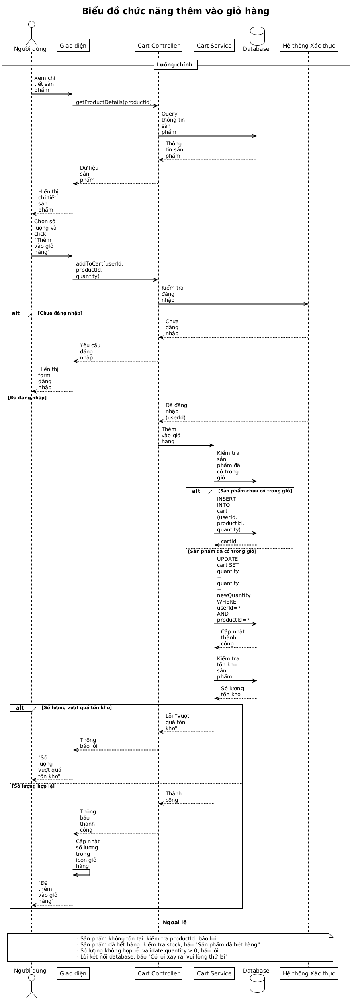 Biểu đồ chức năng thêm vào giỏ hàng
Người dùng
Giao diện
Cart Controller
Cart Service
Database
Hệ thống Xác thực
Luồng chính
Xem chi
tiết sản
phẩm
getProductDetails(productId)
Query
thông tin
sản
phẩm
Thông
tin sản
phẩm
Dữ liệu
sản
phẩm
Hiển thị
chi tiết
sản
phẩm
Chọn số
lượng và
click
"Thêm
vào giỏ
hàng"
addToCart(userId,
productId,
quantity)
Kiểm tra
đăng
nhập
alt
[Chưa đăng nhập]
Chưa
đăng
nhập
Yêu cầu
đăng
nhập
Hiển thị
form
đăng
nhập
[Đã đăng nhập]
Đã đăng
nhập
(userId)
Thêm
vào giỏ
hàng
Kiểm tra
sản
phẩm đã
có trong
giỏ
alt
[Sản phẩm chưa có trong giỏ]
INSERT
INTO
cart
(userId,
productId,
quantity)
cartId
[Sản phẩm đã có trong giỏ]
UPDATE
cart SET
quantity
=
quantity
+
newQuantity
WHERE
userId=?
AND
productId=?
Cập nhật
thành
công
Kiểm tra
tồn kho
sản
phẩm
Số lượng
tồn kho
alt
[Số lượng vượt quá tồn kho]
Lỗi "Vượt
quá tồn
kho"
Thông
báo lỗi
"Số
lượng
vượt quá
tồn kho"
[Số lượng hợp lệ]
Thành
công
Thông
báo
thành
công
Cập nhật
số lượng
trong
icon giỏ
hàng
"Đã
thêm
vào giỏ
hàng"
Ngoại lệ
- Sản phẩm không tồn tại: kiểm tra productId, báo lỗi
- Sản phẩm đã hết hàng: kiểm tra stock, báo "Sản phẩm đã hết hàng"
- Số lượng không hợp lệ: validate quantity > 0, báo lỗi
- Lỗi kết nối database: báo "Có lỗi xảy ra, vui lòng thử lại"
Người dùng
Giao diện
Cart Controller
Cart Service
Database
Hệ thống Xác thực